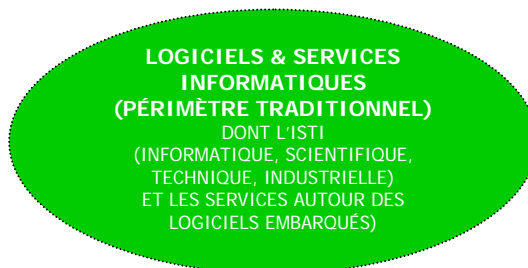 LOGICIELS & SERVICES
INFORMATIQUES
(PÉRIMÈTRE TRADITIONNEL)
DONT L'ISTI
(INFORMATIQUE, SCIENTIFIQUE,
TECHNIQUE, INDUSTRIELLE)
ET LES SERVICES AUTOUR DES
LOGICIELS EMBARQUÉS)